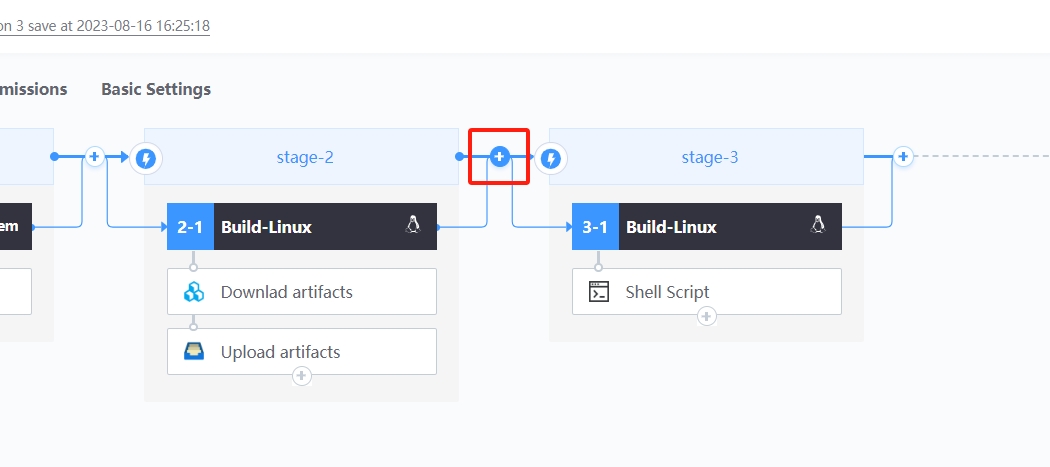 on 3 save at 2023-08-16 16:25:18
missions Basic Settings
stage-2 stage-3
em 2-1 Build-Linux 3-1 Build-Linux
Downlad artifacts Shell Script
Upload artifacts